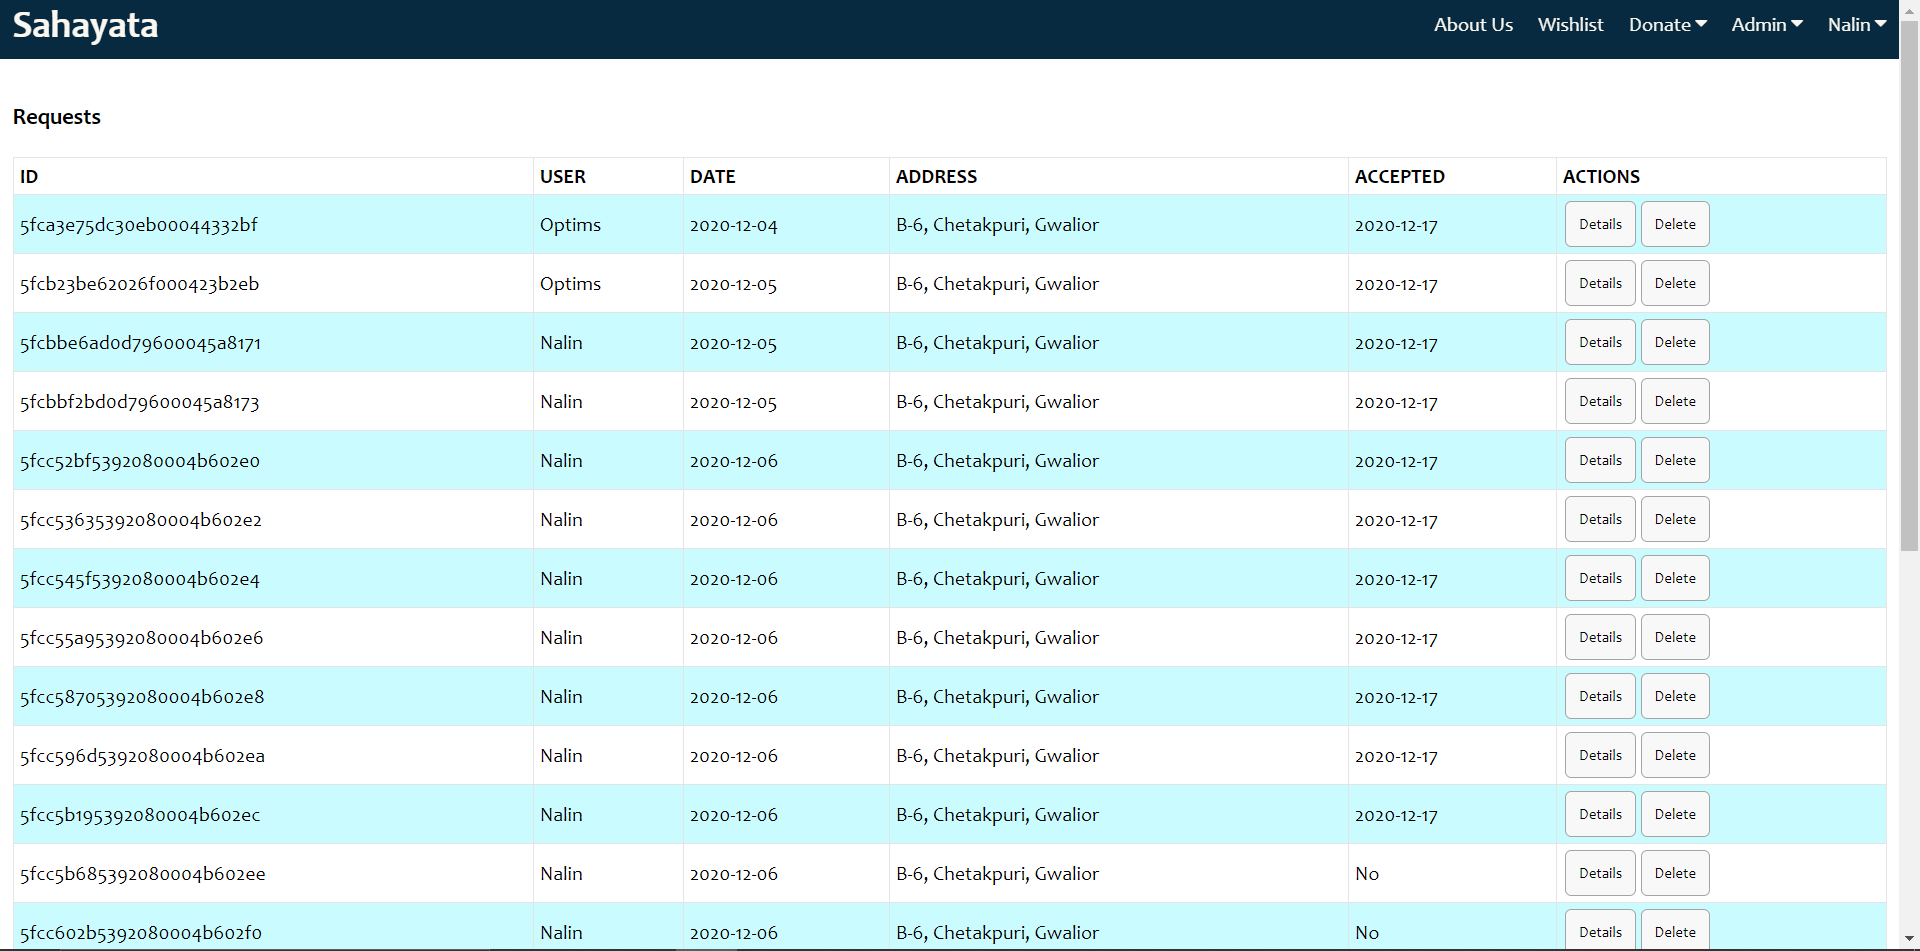 Sahayata About Us Wishlist Donate Admin Nalin
Requests
ID USER DATE ADDRESS ACCEPTED ACTIONS
5fca3e75dc30eb00044332bf Optims 2020-12-04 B-6, Chetakpuri, Gwalior 2020-12-17 Details Delete
5fcb23be62026f000423b2eb Optims 2020-12-05 B-6, Chetakpuri, Gwalior 2020-12-17 Details Delete
5fcbbe6ad0d79600045a8171 Nalin 2020-12-05 B-6, Chetakpuri, Gwalior 2020-12-17 Details Delete
5fcbbf2bd0d79600045a8173 Nalin 2020-12-05 B-6, Chetakpuri, Gwalior 2020-12-17 Details Delete
5fcc52bf5392080004b602e0 Nalin 2020-12-06 B-6, Chetakpuri, Gwalior 2020-12-17 Details Delete
5fcc53635392080004b602e2 Nalin 2020-12-06 B-6, Chetakpuri, Gwalior 2020-12-17 Details Delete
5fcc545f5392080004b602e4 Nalin 2020-12-06 B-6, Chetakpuri, Gwalior 2020-12-17 Details Delete
5fcc55a95392080004b602e6 Nalin 2020-12-06 B-6, Chetakpuri, Gwalior 2020-12-17 Details Delete
5fcc58705392080004b602e8 Nalin 2020-12-06 B-6, Chetakpuri, Gwalior 2020-12-17 Details Delete
5fcc596d5392080004b602ea Nalin 2020-12-06 B-6, Chetakpuri, Gwalior 2020-12-17 Details Delete
5fcc5b195392080004b602ec Nalin 2020-12-06 B-6, Chetakpuri, Gwalior 2020-12-17 Details Delete
5fcc5b685392080004b602ee Nalin 2020-12-06 B-6, Chetakpuri, Gwalior No Details Delete
5fcc602b5392080004b602f0 Nalin 2020-12-06 B-6, Chetakpuri, Gwalior No Details Delete